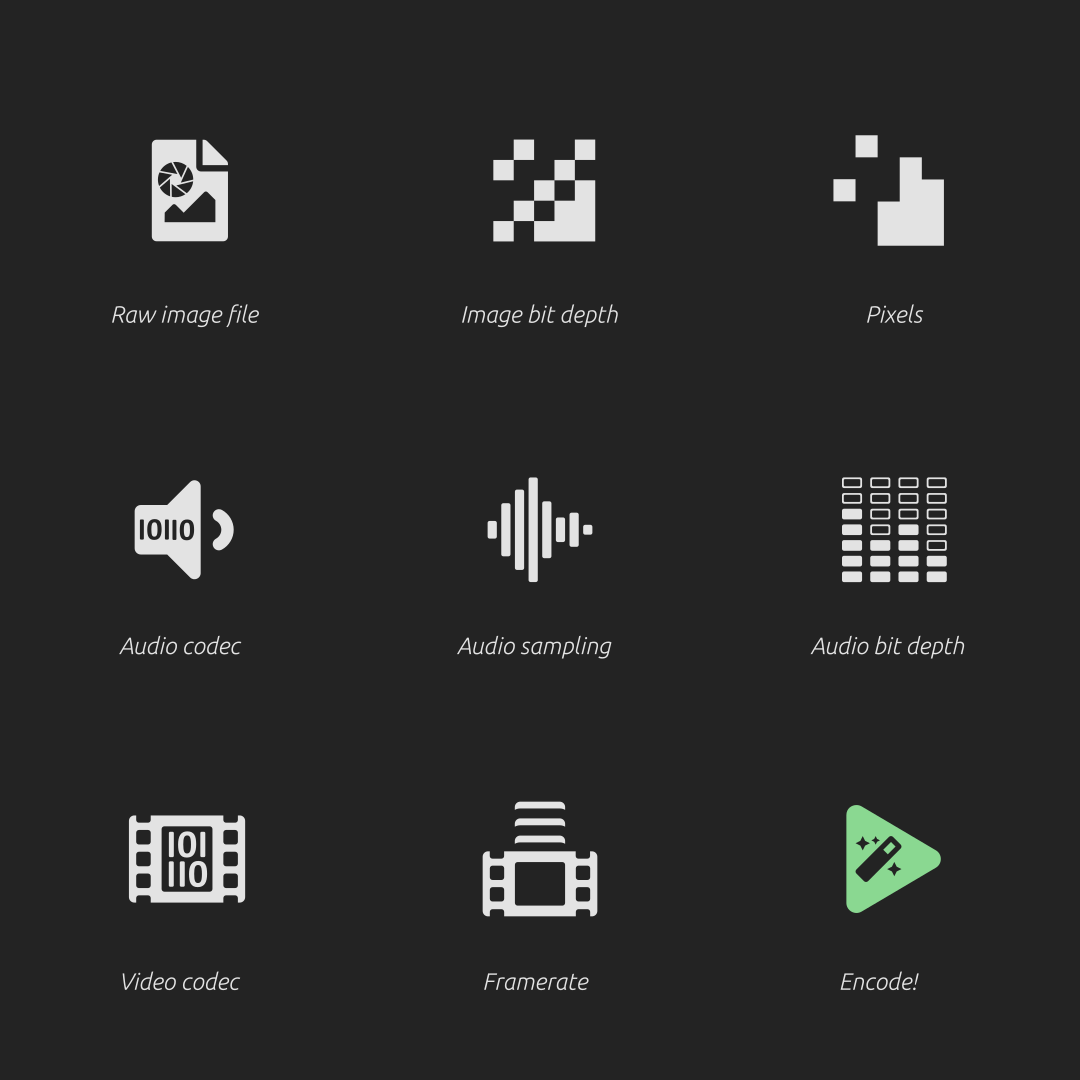 Raw image file
Image bit depth
Pixels
10110
Audio codec
Audio sampling
Audio bit depth
101
110
Video codec
Framerate
Encode!